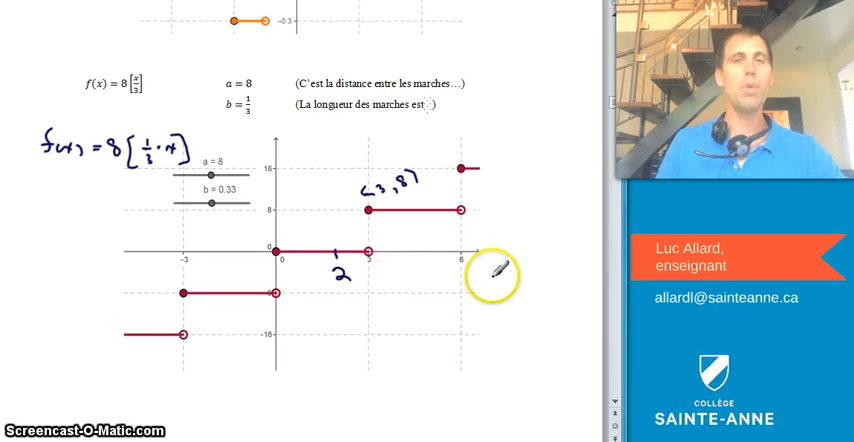 -0.3
f(x) = 8[x/3]
a = 8
(C'est la distance entre les marches…)
b = 1/3
(La longueur des marches est :)
f(x) = 8[1/3 · x]
a = 8
b = 0.33
16
(3, 8)
8
0
-3
0
3
6
2
-16
Luc Allard,
enseignant
allardl@sainteanne.ca
COLLÈGE
SAINTE-ANNE
Screencast-O-Matic.com